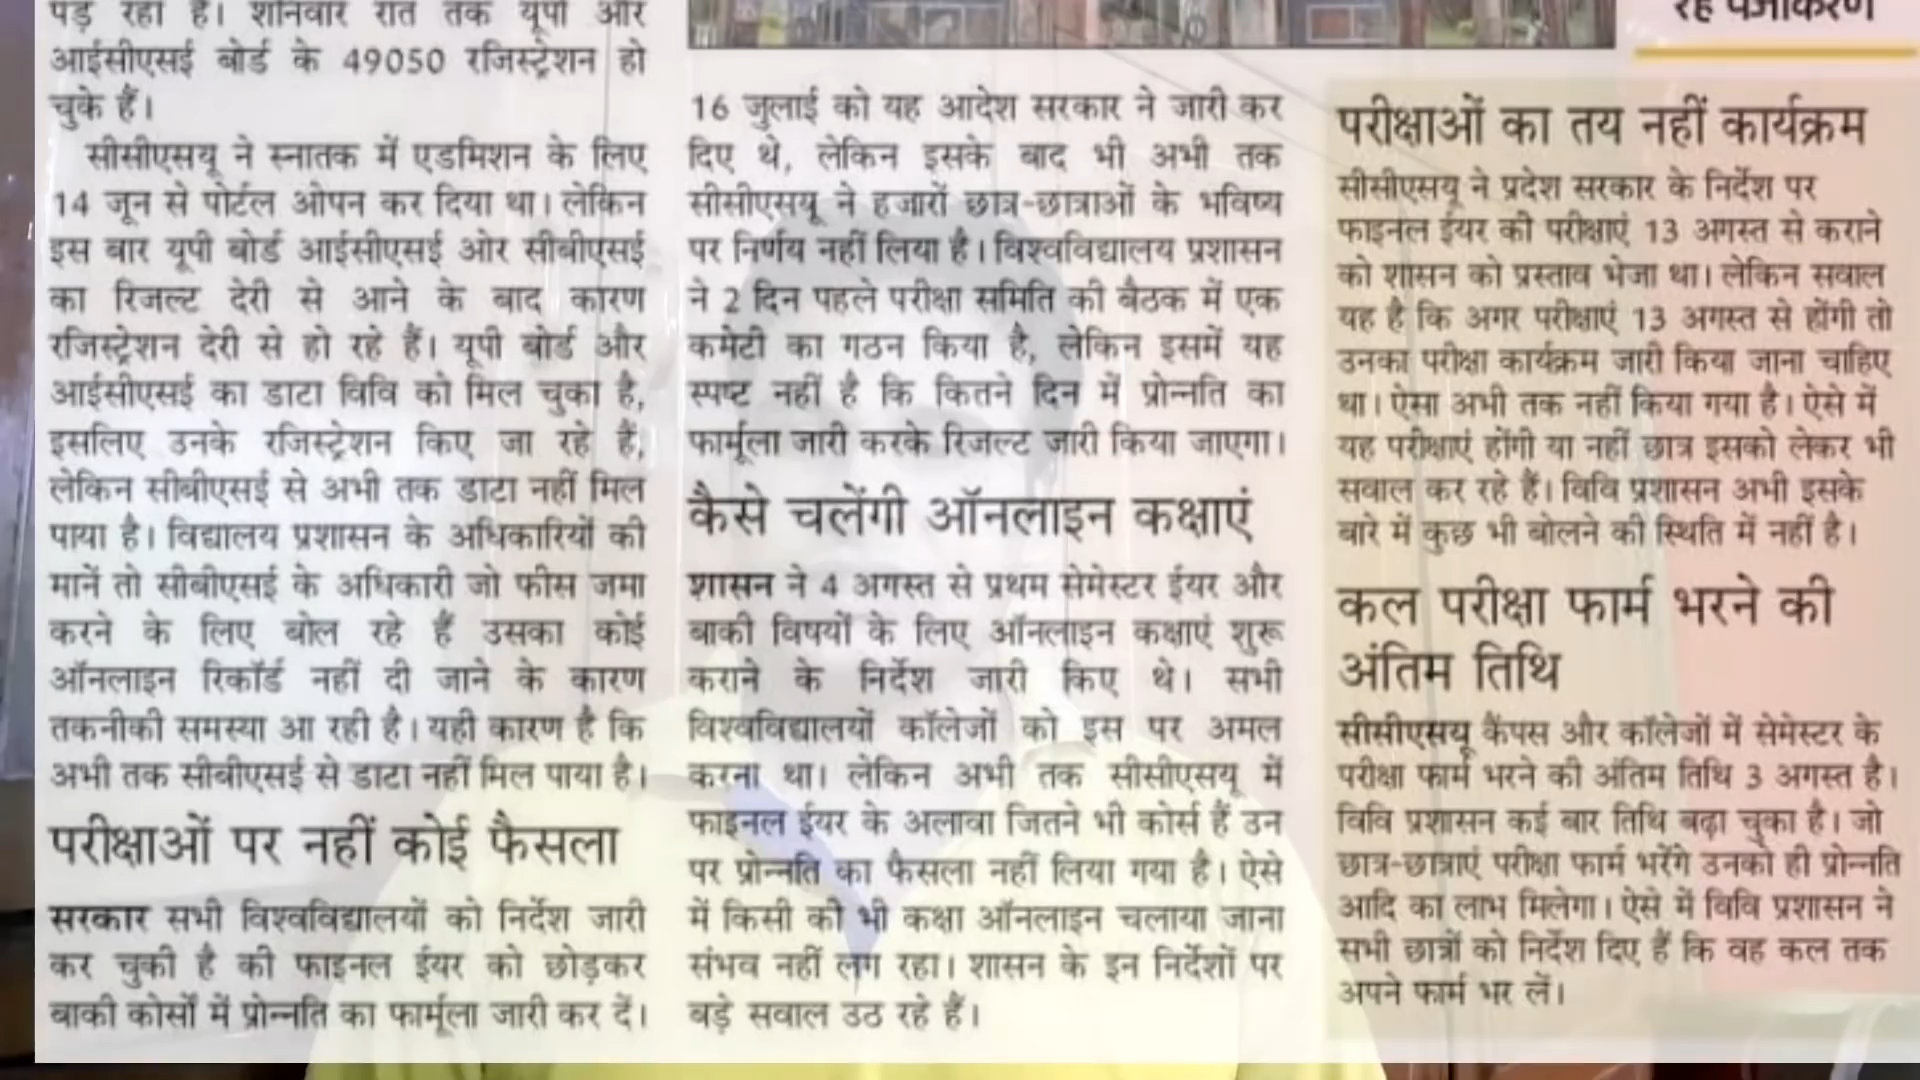 पड़ रहा है। शनिवार रात तक यूपी और
आईसीएसई बोर्ड के 49050 रजिस्ट्रेशन हो
चुके हैं।
सीसीएसयू ने स्नातक में एडमिशन के लिए
14 जून से पोर्टल ओपन कर दिया था। लेकिन
इस बार यूपी बोर्ड आईसीएसई ओर सीबीएसई
का रिजल्ट देरी से आने के बाद कारण
रजिस्ट्रेशन देरी से हो रहे हैं। यूपी बोर्ड और
आईसीएसई का डाटा विवि को मिल चुका है,
इसलिए उनके रजिस्ट्रेशन किए जा रहे हैं,
लेकिन सीबीएसई से अभी तक डाटा नहीं मिल
पाया है। विद्यालय प्रशासन के अधिकारियों की
मानें तो सीबीएसई के अधिकारी जो फीस जमा
करने के लिए बोल रहे हैं उसका कोई
ऑनलाइन रिकॉर्ड नहीं दी जाने के कारण
तकनीकी समस्या आ रही है। यही कारण है कि
अभी तक सीबीएसई से डाटा नहीं मिल पाया है।
परीक्षाओं पर नहीं कोई फैसला
सरकार सभी विश्वविद्यालयों को निर्देश जारी
कर चुकी है की फाइनल ईयर को छोड़कर
बाकी कोर्सों में प्रोन्नति का फार्मूला जारी कर दें।
16 जुलाई को यह आदेश सरकार ने जारी कर
दिए थे, लेकिन इसके बाद भी अभी तक
सीसीएसयू ने हजारों छात्र-छात्राओं के भविष्य
पर निर्णय नहीं लिया है। विश्वविद्यालय प्रशासन
ने 2 दिन पहले परीक्षा समिति की बैठक में एक
कमेटी का गठन किया है, लेकिन इसमें यह
स्पष्ट नहीं है कि कितने दिन में प्रोन्नति का
फार्मूला जारी करके रिजल्ट जारी किया जाएगा।
कैसे चलेंगी ऑनलाइन कक्षाएं
शासन ने 4 अगस्त से प्रथम सेमेस्टर ईयर और
बाकी विषयों के लिए ऑनलाइन कक्षाएं शुरू
कराने के निर्देश जारी किए थे। सभी
विश्वविद्यालयों कॉलेजों को इस पर अमल
करना था। लेकिन अभी तक सीसीएसयू में
फाइनल ईयर के अलावा जितने भी कोर्स हैं उन
पर प्रोन्नति का फैसला नहीं लिया गया है। ऐसे
में किसी की भी कक्षा ऑनलाइन चलाया जाना
संभव नहीं लग रहा। शासन के इन निर्देशों पर
बड़े सवाल उठ रहे हैं।
रहे पंजीकरण
परीक्षाओं का तय नहीं कार्यक्रम
सीसीएसयू ने प्रदेश सरकार के निर्देश पर
फाइनल ईयर की परीक्षाएं 13 अगस्त से कराने
को शासन को प्रस्ताव भेजा था। लेकिन सवाल
यह है कि अगर परीक्षाएं 13 अगस्त से होंगी तो
उनका परीक्षा कार्यक्रम जारी किया जाना चाहिए
था। ऐसा अभी तक नहीं किया गया है। ऐसे में
यह परीक्षाएं होंगी या नहीं छात्र इसको लेकर भी
सवाल कर रहे हैं। विवि प्रशासन अभी इसके
बारे में कुछ भी बोलने की स्थिति में नहीं है।
कल परीक्षा फार्म भरने की
अंतिम तिथि
सीसीएसयू कैंपस और कॉलेजों में सेमेस्टर के
परीक्षा फार्म भरने की अंतिम तिथि 3 अगस्त है।
विवि प्रशासन कई बार तिथि बढ़ा चुका है। जो
छात्र-छात्राएं परीक्षा फार्म भरेंगे उनको ही प्रोन्नति
आदि का लाभ मिलेगा। ऐसे में विवि प्रशासन ने
सभी छात्रों को निर्देश दिए हैं कि वह कल तक
अपने फार्म भर लें।